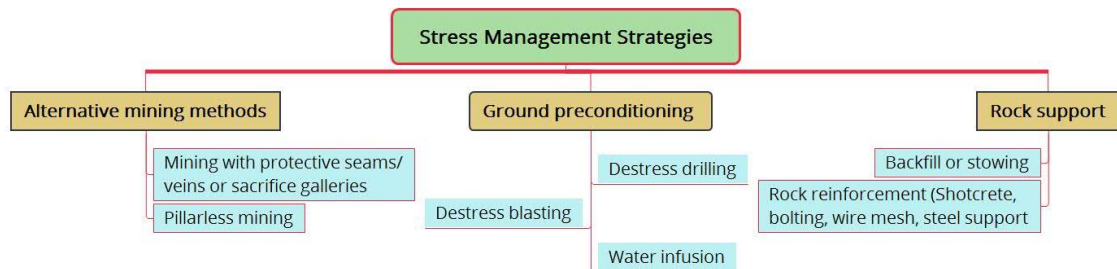 Stress Management Strategies
Alternative mining methods
Mining with protective seams/
veins or sacrifice galleries
Pillarless mining
Ground preconditioning
Destress drilling
Destress blasting
Water infusion
Rock support
Backfill or stowing
Rock reinforcement (Shotcrete,
bolting, wire mesh, steel support